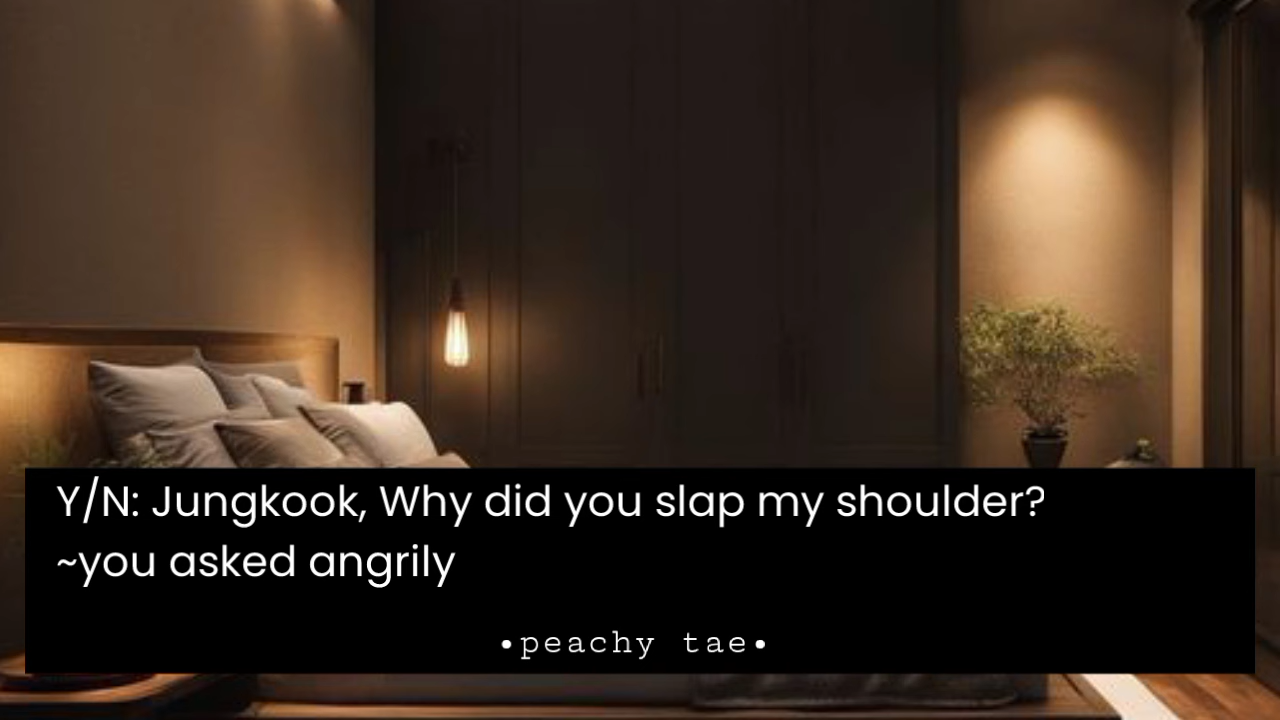 Y/N: Jungkook, Why did you slap my shoulder?
~you asked angrily
•peachy tae•